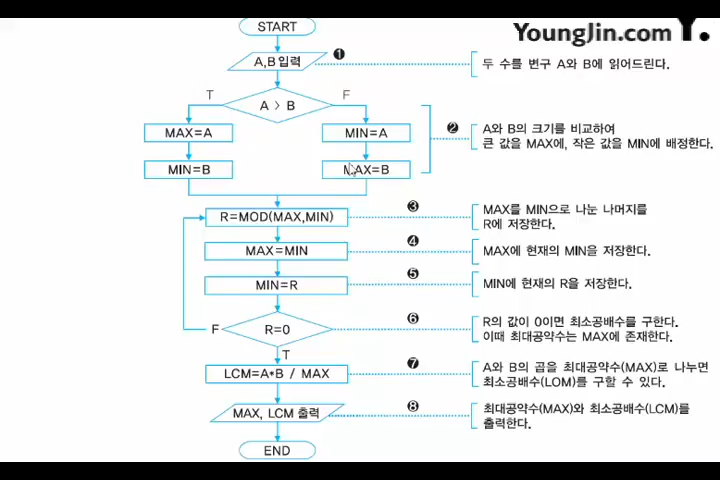 START
YoungJin.com Y.
A,B 입력
❶
두 수를 변구 A와 B에 읽어드린다.
T
A > B
F
MAX=A
MIN=A
❷
A와 B의 크기를 비교하여
큰 값을 MAX에, 작은 값을 MIN에 배정한다.
MIN=B
MAX=B
R=MOD(MAX,MIN)
❸
MAX를 MIN으로 나눈 나머지를
R에 저장한다.
MAX=MIN
❹
MAX에 현재의 MIN을 저장한다.
MIN=R
❺
MIN에 현재의 R을 저장한다.
F
R=0
❻
R의 값이 0이면 최소공배수를 구한다.
이때 최대공약수는 MAX에 존재한다.
T
LCM=A*B / MAX
❼
A와 B의 곱을 최대공약수(MAX)로 나누면
최소공배수(LOM)를 구할 수 있다.
MAX, LCM 출력
❽
최대공약수(MAX)와 최소공배수(LCM)를
출력한다.
END